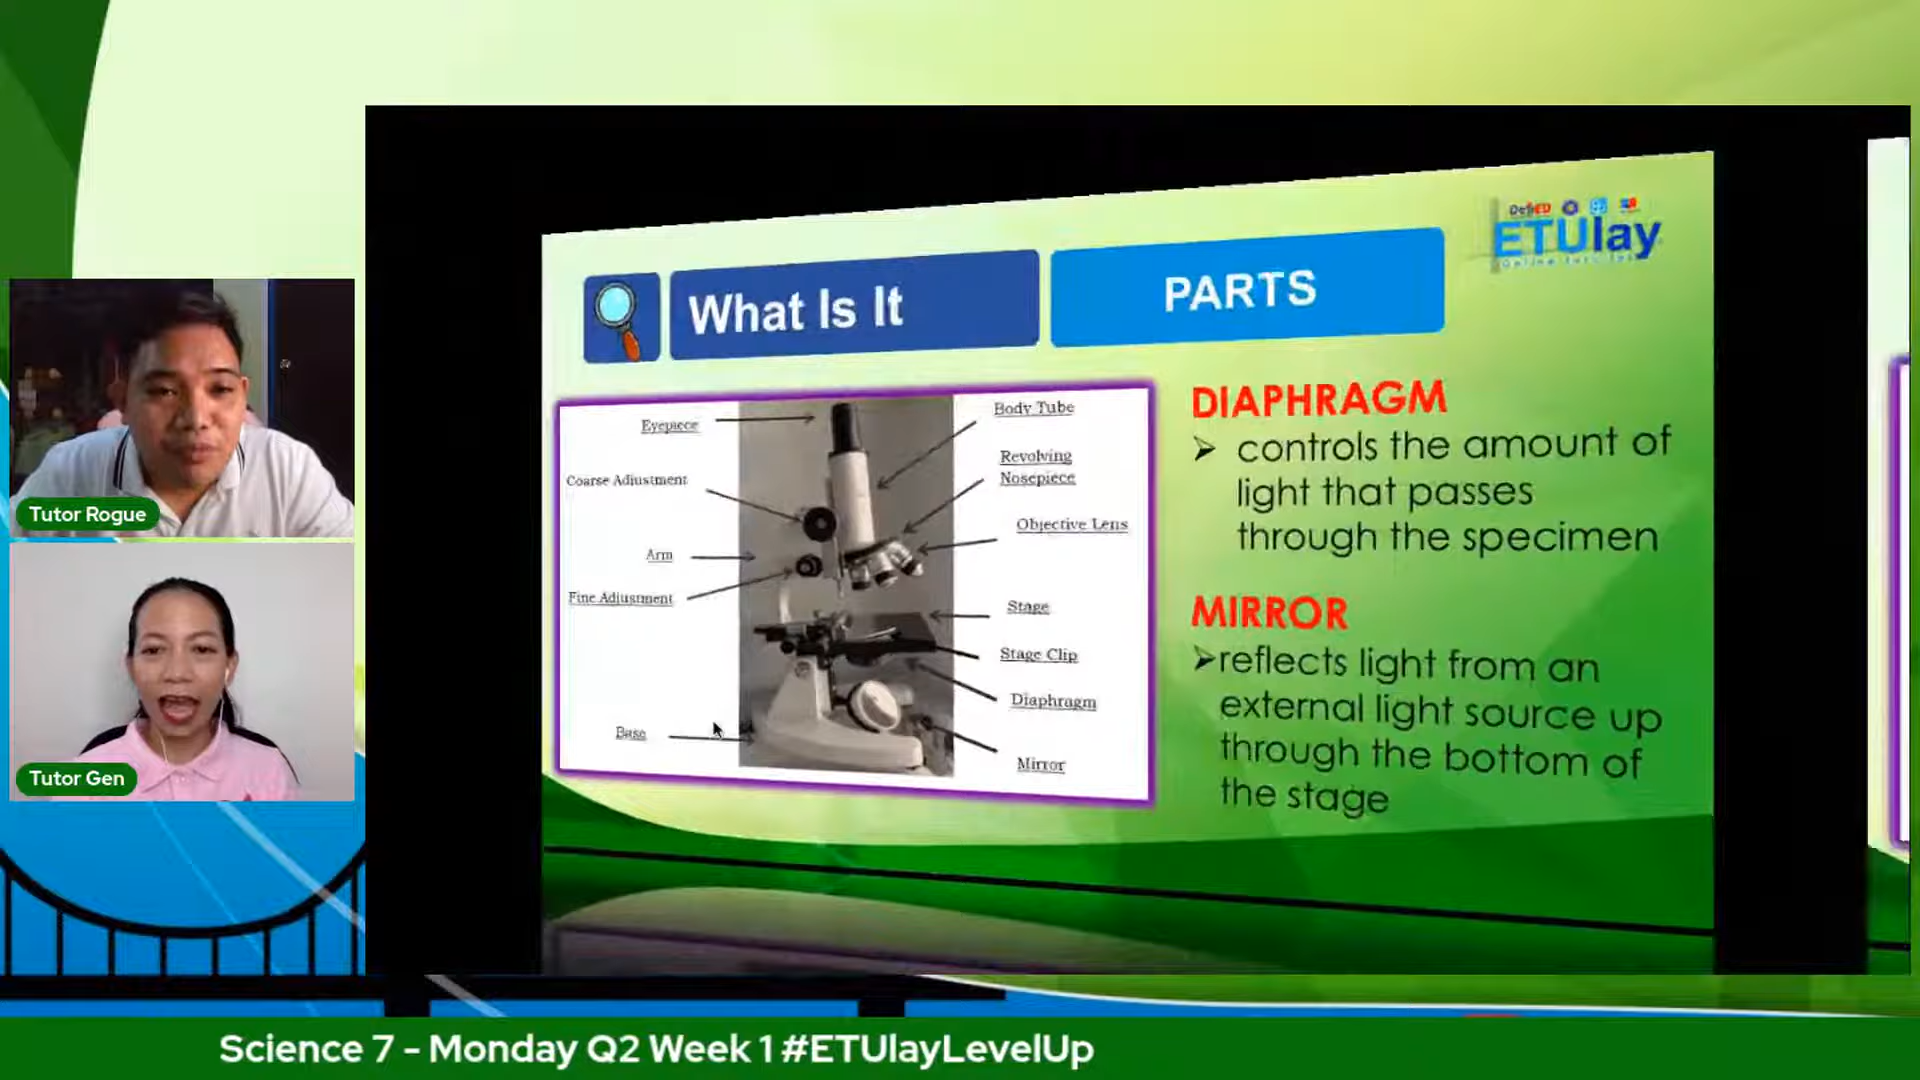 DepED
ETUlay
What Is It
PARTS
Eyepiece
Coarse Adjustment
Arm
Fine Adjustment
Base
Body Tube
Revolving
Nosepiece
Objective Lens
Stage
Stage Clip
Diaphragm
Mirror
DIAPHRAGM
➢ controls the amount of
light that passes
through the specimen
MIRROR
➢reflects light from an
external light source up
through the bottom of
the stage
Tutor Rogue
Tutor Gen
Science 7 - Monday Q2 Week 1 #ETUlayLevelUp